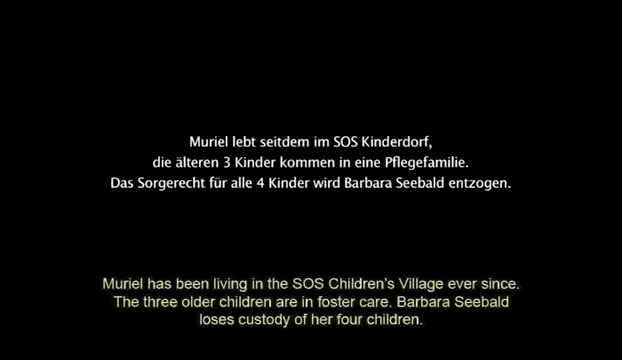 Muriel lebt seitdem im SOS Kinderdorf,
die älteren 3 Kinder kommen in eine Pflegefamilie.
Das Sorgerecht für alle 4 Kinder wird Barbara Seebald entzogen.
Muriel has been living in the SOS Children's Village ever since.
The three older children are in foster care. Barbara Seebald
loses custody of her four children.